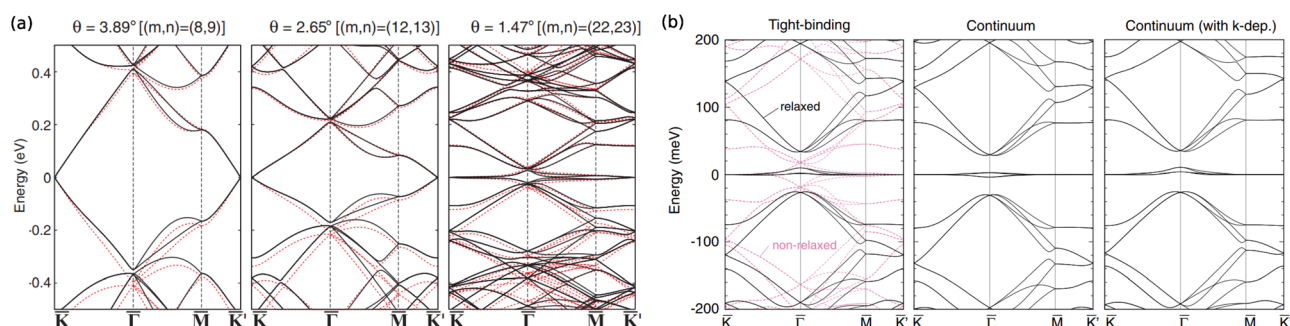 (a)
θ = 3.89° [(m,n)=(8,9)]
θ = 2.65° [(m,n)=(12,13)]
θ = 1.47° [(m,n)=(22,23)]
Energy (eV)
0.4
0.2
0
-0.2
-0.4
K̅ Γ̅ M̅ K̅'
K̅ Γ̅ M̅ K̅'
K̅ Γ̅ M̅ K̅'
(b)
Tight-binding
Continuum
Continuum (with k-dep.)
Energy (meV)
200
100
0
-100
-200
relaxed
non-relaxed
K̅ Γ̅ M̅ K̅'
K̅ Γ̅ M̅ K̅'
K̅ Γ̅ M̅ K̅'